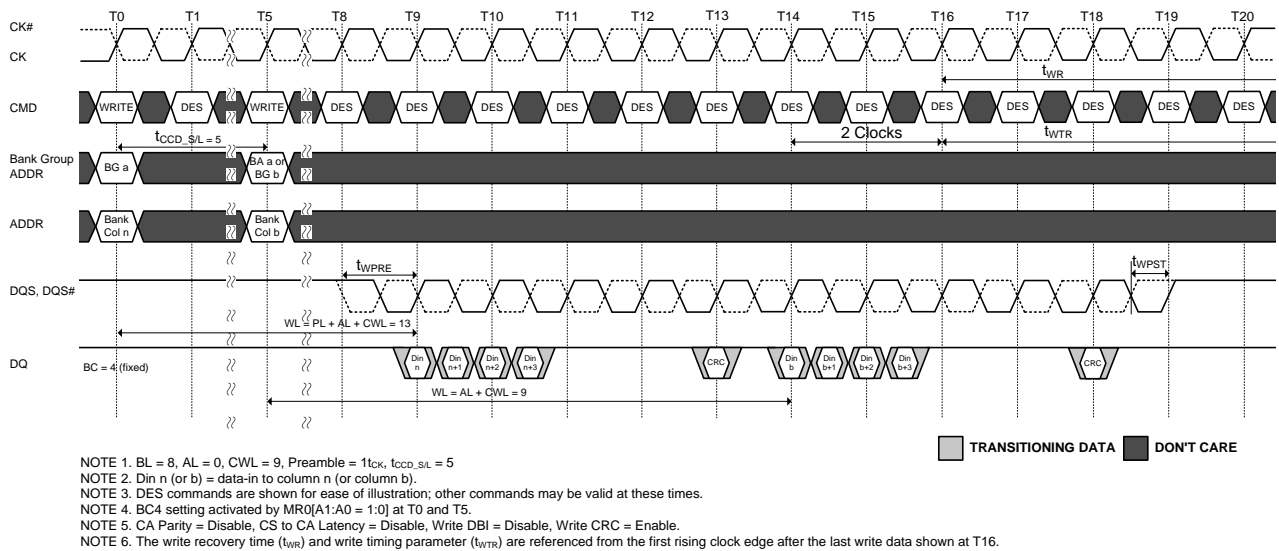 T0 T1 T5 T8 T9 T10 T11 T12 T13 T14 T15 T16 T17 T18 T19 T20
CK#
CK
tWR
CMD WRITE DES WRITE DES DES DES DES DES DES DES DES DES DES DES DES DES
tCCD_S/L = 5
2 Clocks
tWTR
Bank Group
ADDR
BG a
BA a or
BG b
ADDR
Bank
Col n
Bank
Col b
tWPRE
tWPST
DQS, DQS#
WL = PL + AL + CWL = 13
DQ
BC = 4 (fixed)
Din
n
Din
n+1
Din
n+2
Din
n+3
CRC
Din
b
Din
b+1
Din
b+2
Din
b+3
CRC
WL = AL + CWL = 9
TRANSITIONING DATA
DON'T CARE
NOTE 1. BL = 8, AL = 0, CWL = 9, Preamble = 1tCK, tCCD_S/L = 5
NOTE 2. Din n (or b) = data-in to column n (or column b).
NOTE 3. DES commands are shown for ease of illustration; other commands may be valid at these times.
NOTE 4. BC4 setting activated by MR0[A1:A0 = 1:0] at T0 and T5.
NOTE 5. CA Parity = Disable, CS to CA Latency = Disable, Write DBI = Disable, Write CRC = Enable.
NOTE 6. The write recovery time (tWR) and write timing parameter (tWTR) are referenced from the first rising clock edge after the last write data shown at T16.